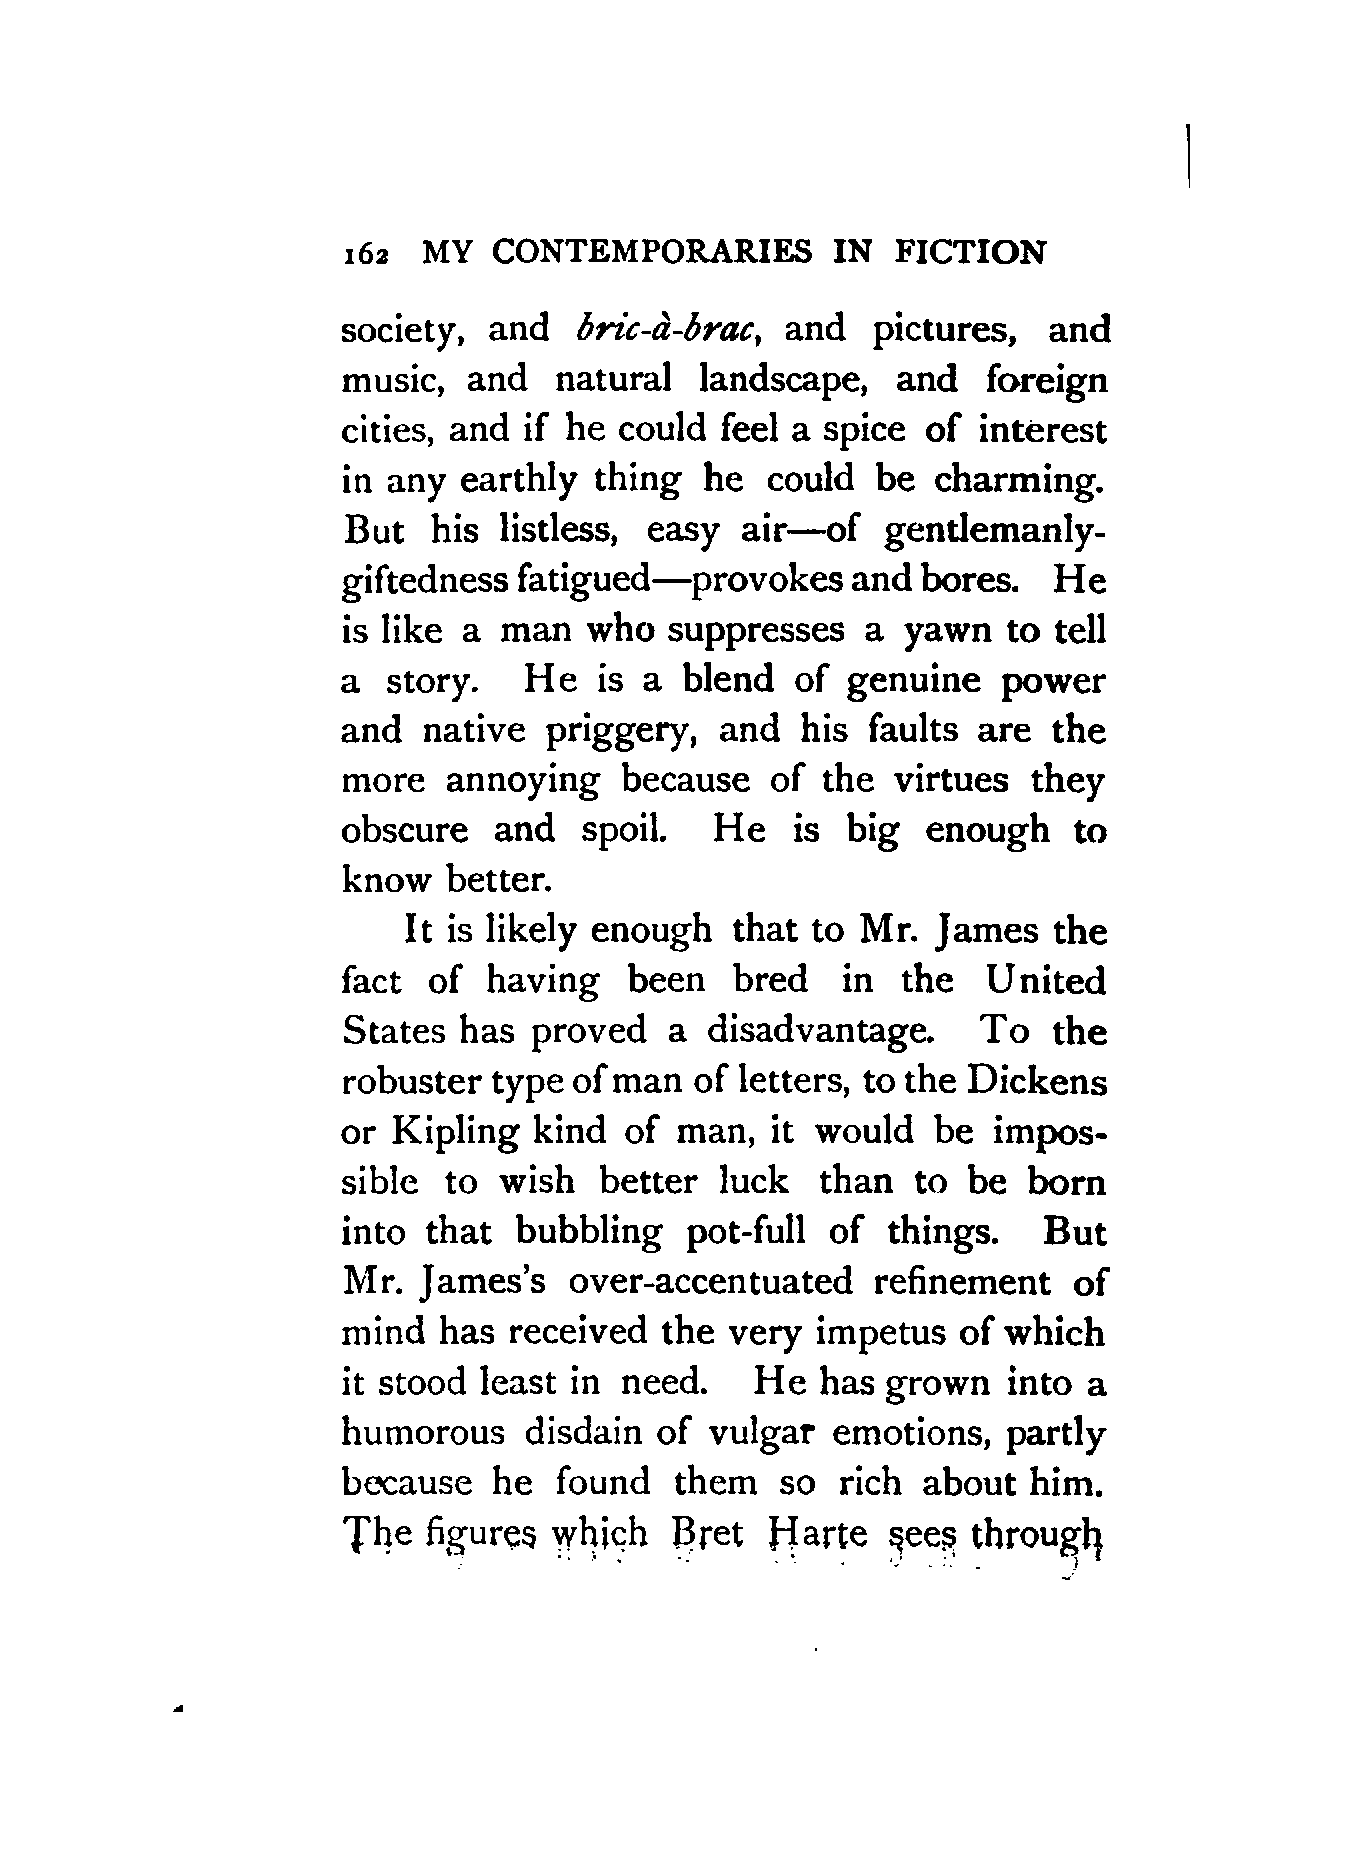 162 MY CONTEMPORARIES IN FICTION
society, and bric-à-brac, and pictures, and
music, and natural landscape, and foreign
cities, and if he could feel a spice of interest
in any earthly thing he could be charming.
But his listless, easy air—of gentlemanly-
giftedness fatigued—provokes and bores. He
is like a man who suppresses a yawn to tell
a story. He is a blend of genuine power
and native priggery, and his faults are the
more annoying because of the virtues they
obscure and spoil. He is big enough to
know better.
It is likely enough that to Mr. James the
fact of having been bred in the United
States has proved a disadvantage. To the
robuster type of man of letters, to the Dickens
or Kipling kind of man, it would be impos-
sible to wish better luck than to be born
into that bubbling pot-full of things. But
Mr. James's over-accentuated refinement of
mind has received the very impetus of which
it stood least in need. He has grown into a
humorous disdain of vulgar emotions, partly
because he found them so rich about him.
The figures which Bret Harte sees through